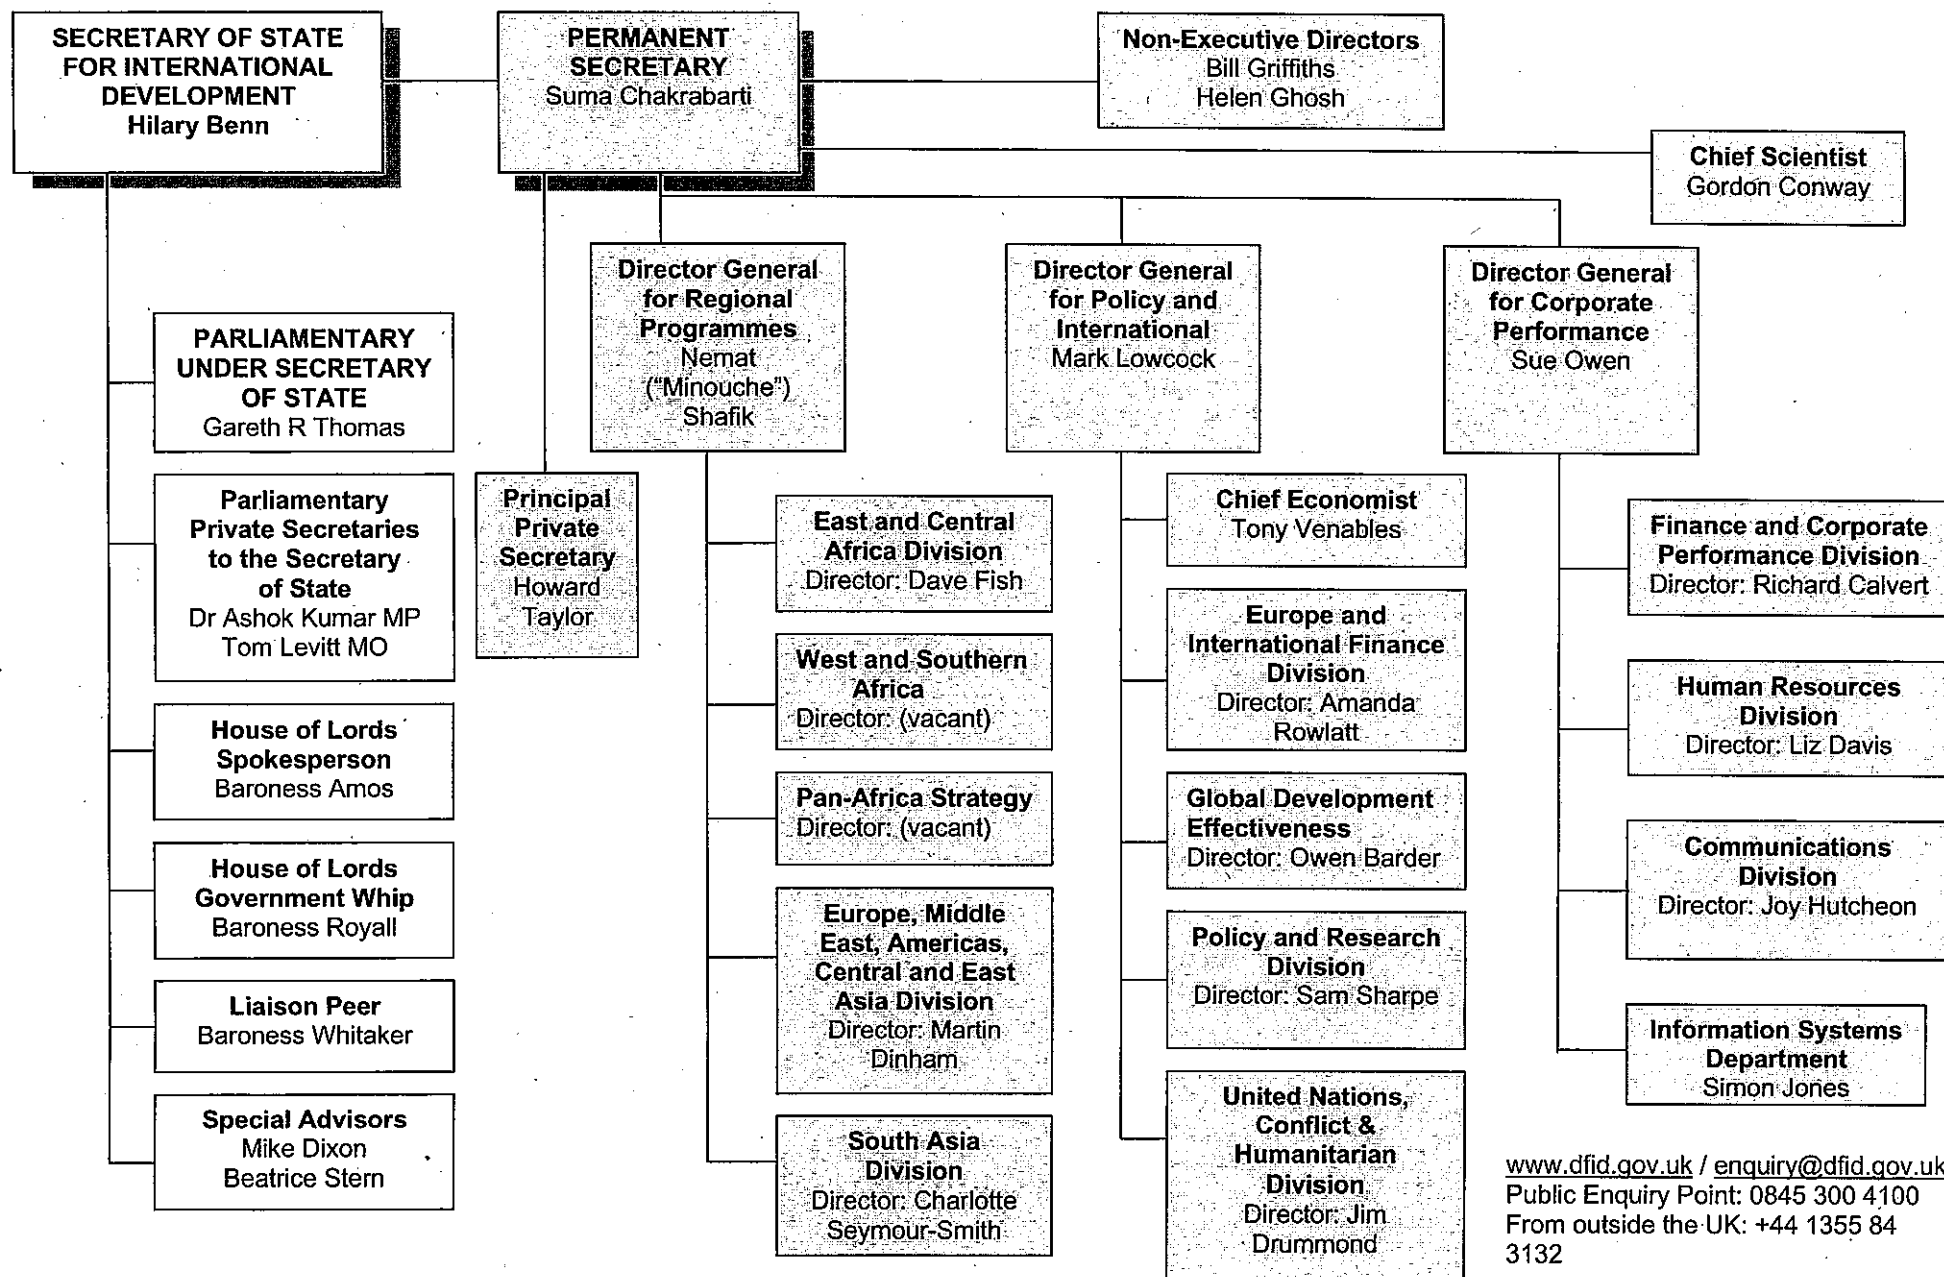 SECRETARY OF STATE
FOR INTERNATIONAL
DEVELOPMENT
Hilary Benn
PERMANENT
SECRETARY
Suma Chakrabarti
Non-Executive Directors
Bill Griffiths
Helen Ghosh
Chief Scientist
Gordon Conway
PARLIAMENTARY
UNDER SECRETARY
OF STATE
Gareth R Thomas
Parliamentary
Private Secretaries
to the Secretary
of State
Dr Ashok Kumar MP
Tom Levitt MO
House of Lords
Spokesperson
Baroness Amos
House of Lords
Government Whip
Baroness Royall
Liaison Peer
Baroness Whitaker
Special Advisors
Mike Dixon
Beatrice Stern
Principal
Private
Secretary
Howard
Taylor
Director General
for Regional
Programmes
Nemat
("Minouche")
Shafik
East and Central
Africa Division
Director: Dave Fish
West and Southern
Africa
Director: (vacant)
Pan-Africa Strategy
Director: (vacant)
Europe, Middle
East, Americas,
Central and East
Asia Division
Director: Martin
Dinham
South Asia
Division
Director: Charlotte
Seymour-Smith
Director General
for Policy and
International
Mark Lowcock
Chief Economist
Tony Venables
Europe and
International Finance
Division
Director: Amanda
Rowlatt
Global Development
Effectiveness
Director: Owen Barder
Policy and Research
Division
Director: Sam Sharpe
United Nations,
Conflict &
Humanitarian
Division
Director: Jim
Drummond
Director General
for Corporate
Performance
Sue Owen
Finance and Corporate
Performance Division
Director: Richard Calvert
Human Resources
Division
Director: Liz Davis
Communications
Division
Director: Joy Hutcheon
Information Systems
Department
Simon Jones
www.dfid.gov.uk / enquiry@dfid.gov.uk
Public Enquiry Point: 0845 300 4100
From outside the UK: +44 1355 84
3132